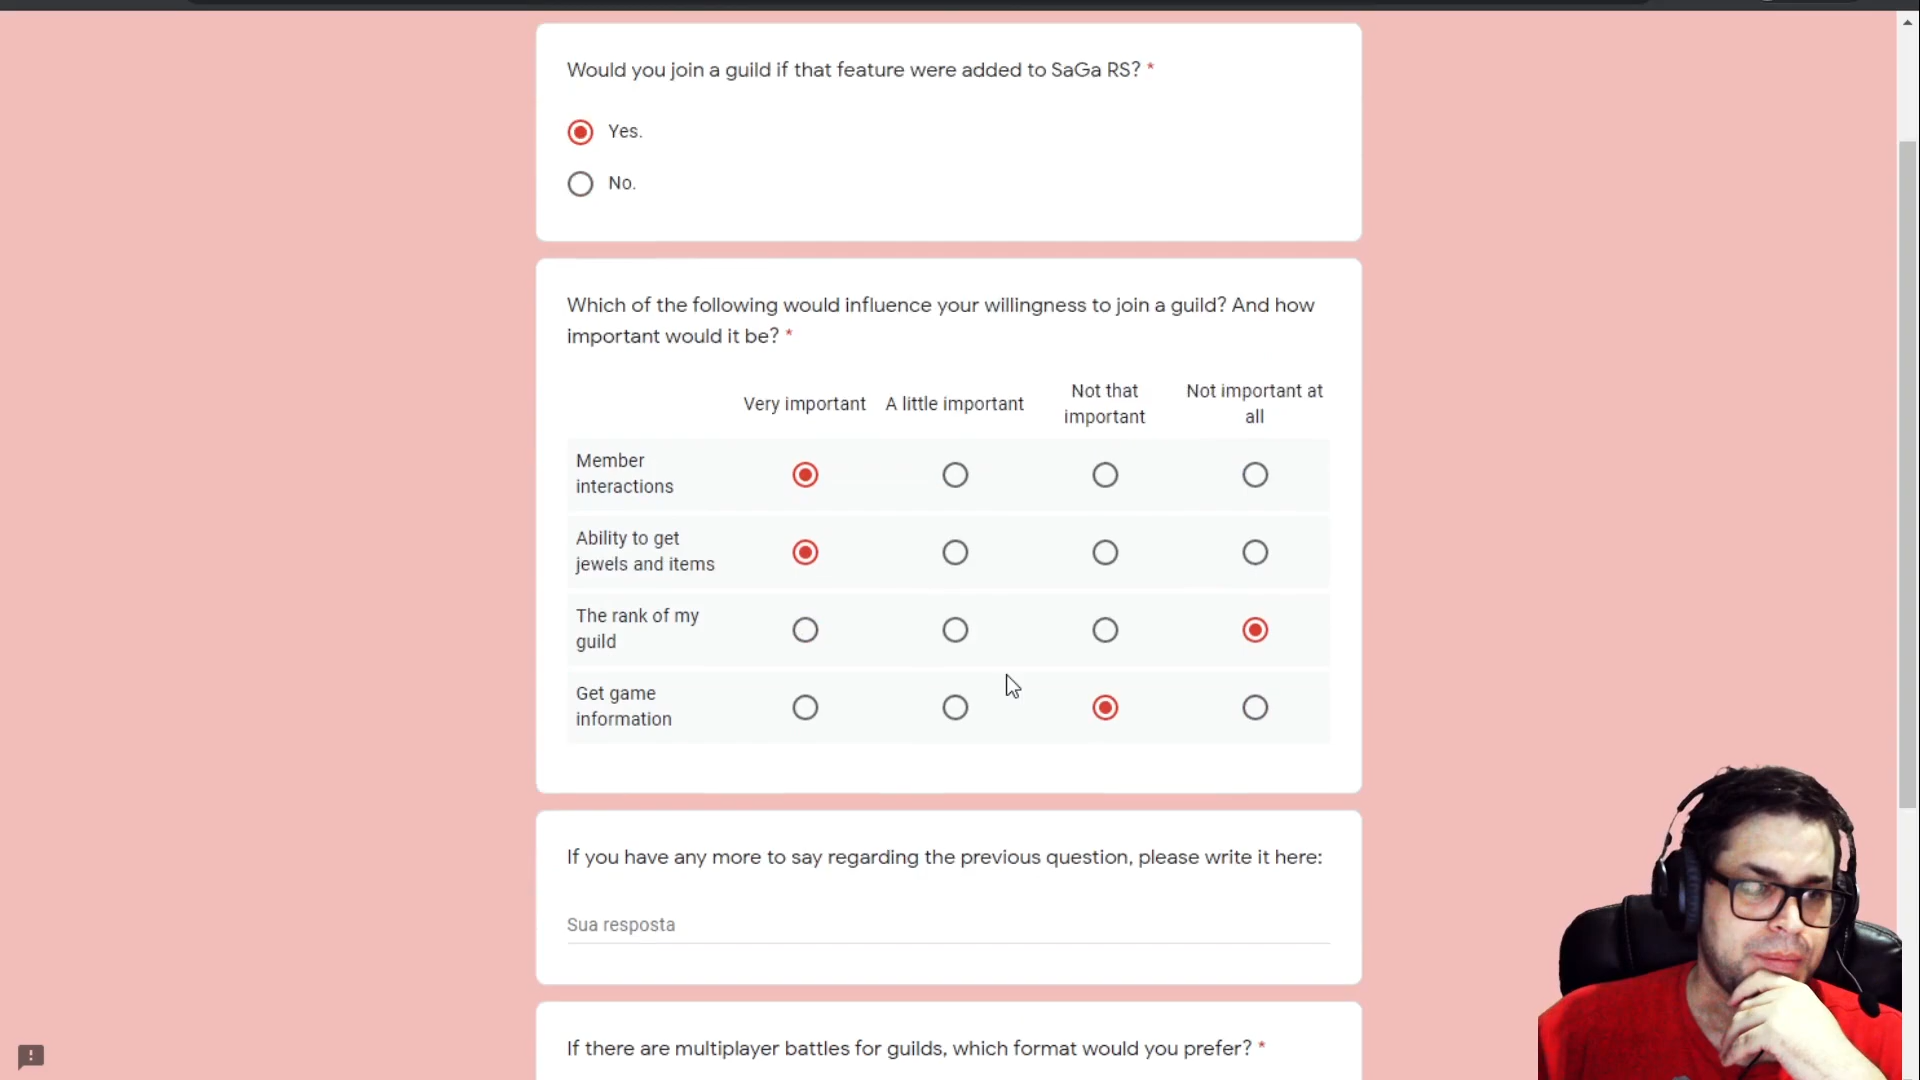 Would you join a guild if that feature were added to SaGa RS? *
Yes.
No.
Which of the following would influence your willingness to join a guild? And how
important would it be? *
Very important
A little important
Not that
important
Not important at
all
Member
interactions
Ability to get
jewels and items
The rank of my
guild
Get game
information
If you have any more to say regarding the previous question, please write it here:
Sua resposta
If there are multiplayer battles for guilds, which format would you prefer? *